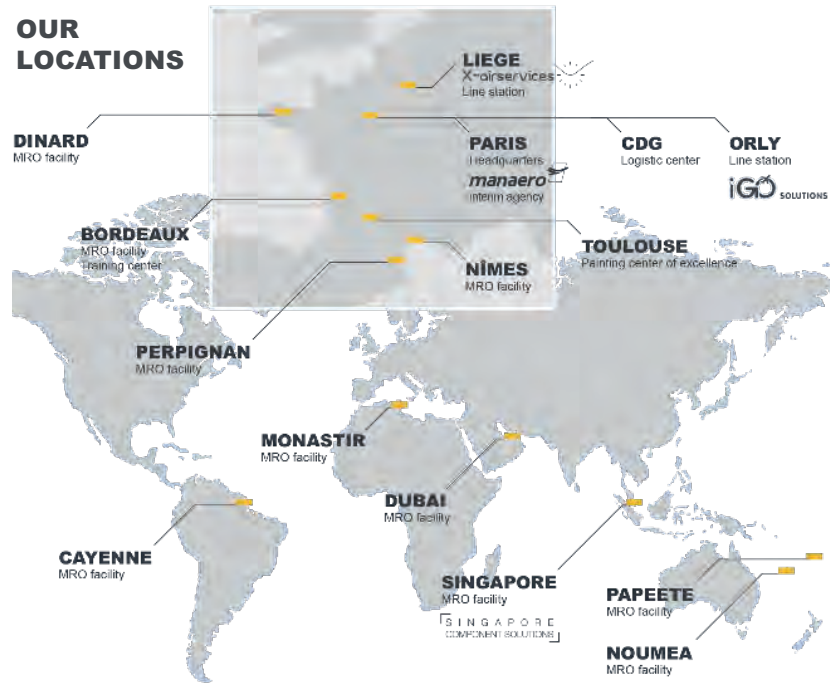 OUR
LOCATIONS
LIEGE
X-airservices
Line station
DINARD
MRO facility
PARIS
Headquarters
manaero
Interim agency
CDG
Logistic center
ORLY
Line station
iGO SOLUTIONS
BORDEAUX
MRO facility
Training center
TOULOUSE
Painting center of excellence
NÎMES
MRO facility
PERPIGNAN
MRO facility
MONASTIR
MRO facility
DUBAI
MRO facility
CAYENNE
MRO facility
SINGAPORE
MRO facility
SINGAPORE
COMPONENT SOLUTIONS
PAPEETE
MRO facility
NOUMEA
MRO facility